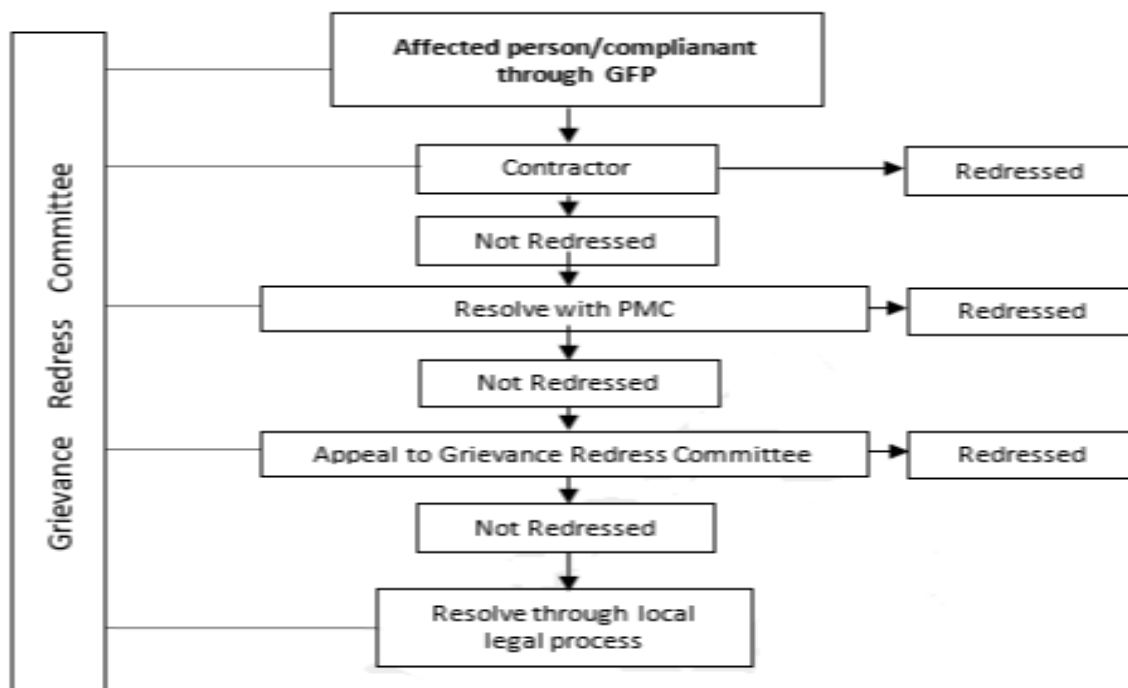 Grievance Redress Committee
Affected person/complianant
through GFP
Contractor
Redressed
Not Redressed
Resolve with PMC
Redressed
Not Redressed
Appeal to Grievance Redress Committee
Redressed
Not Redressed
Resolve through local
legal process